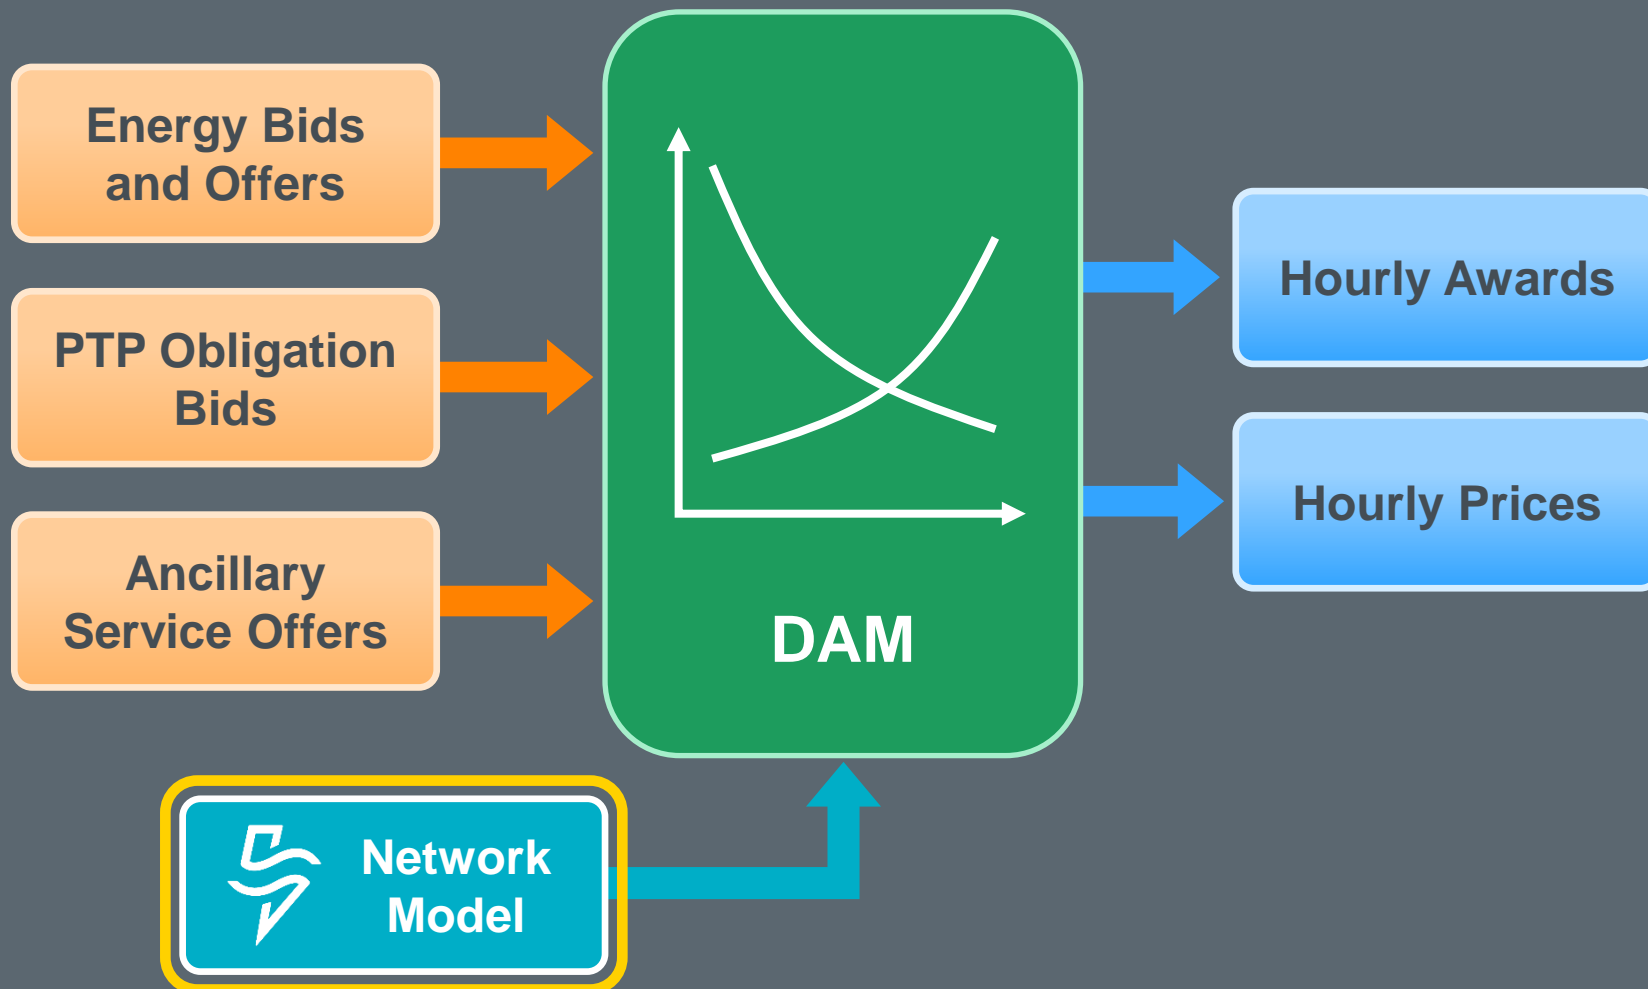 Energy Bids
and Offers
PTP Obligation
Bids
Ancillary
Service Offers
DAM
Network
Model
Hourly Awards
Hourly Prices